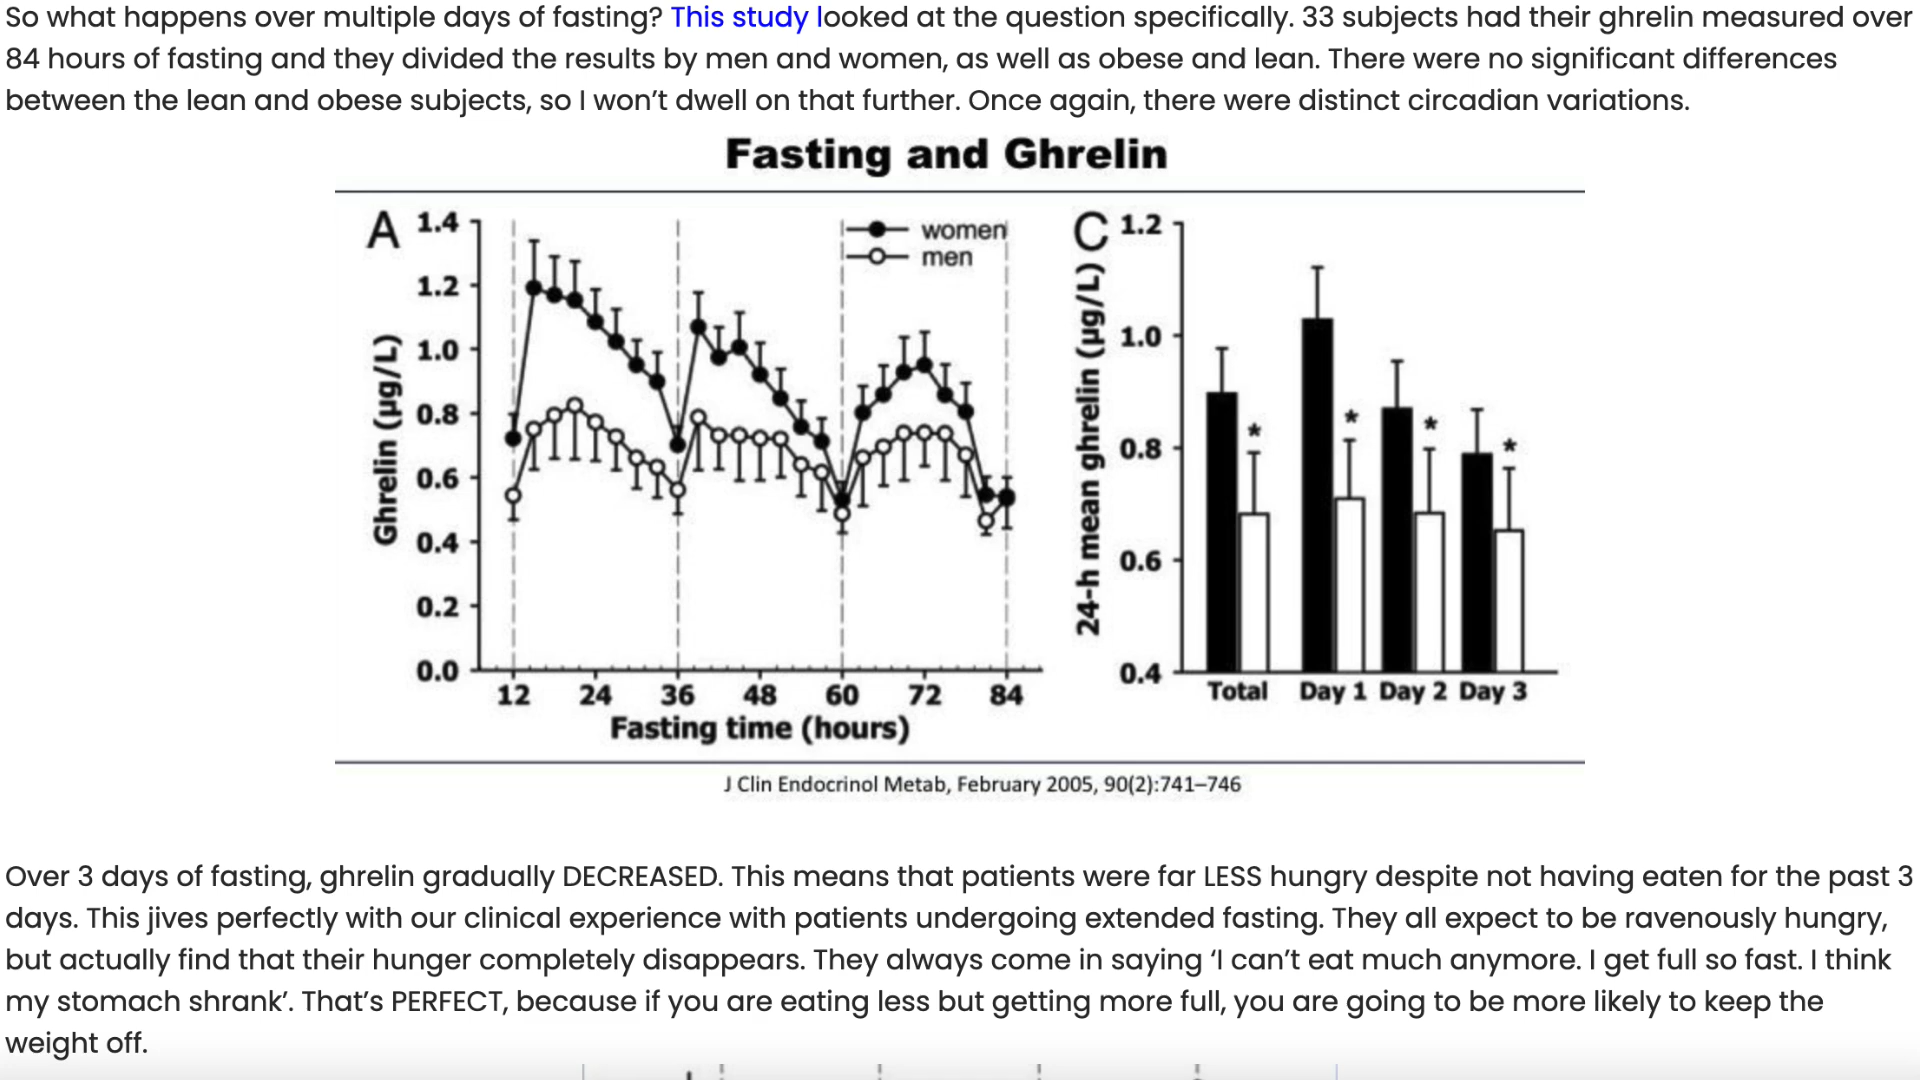 So what happens over multiple days of fasting? This study looked at the question specifically. 33 subjects had their ghrelin measured over
84 hours of fasting and they divided the results by men and women, as well as obese and lean. There were no significant differences
between the lean and obese subjects, so I won’t dwell on that further. Once again, there were distinct circadian variations.
Fasting and Ghrelin
A
1.4
1.2
1.0
0.8
0.6
0.4
0.2
0.0
Ghrelin (µg/L)
women
men
12 24 36 48 60 72 84
Fasting time (hours)
C
1.2
1.0
0.8
0.6
0.4
24-h mean ghrelin (µg/L)
* * * *
Total Day 1 Day 2 Day 3
J Clin Endocrinol Metab, February 2005, 90(2):741–746
Over 3 days of fasting, ghrelin gradually DECREASED. This means that patients were far LESS hungry despite not having eaten for the past 3
days. This jives perfectly with our clinical experience with patients undergoing extended fasting. They all expect to be ravenously hungry,
but actually find that their hunger completely disappears. They always come in saying ‘I can’t eat much anymore. I get full so fast. I think
my stomach shrank’. That’s PERFECT, because if you are eating less but getting more full, you are going to be more likely to keep the
weight off.